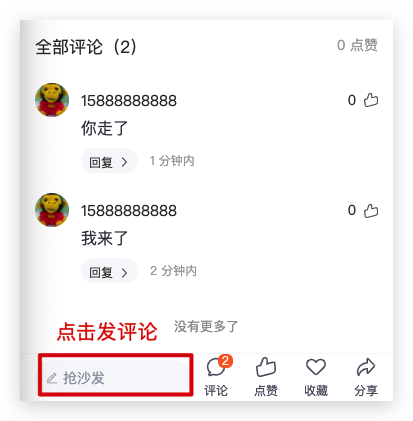 全部评论（2） 0 点赞
15888888888 0
你走了
回复 1 分钟内
15888888888 0
我来了
回复 2 分钟内
没有更多了
点击发评论
抢沙发
2
评论 点赞 收藏 分享